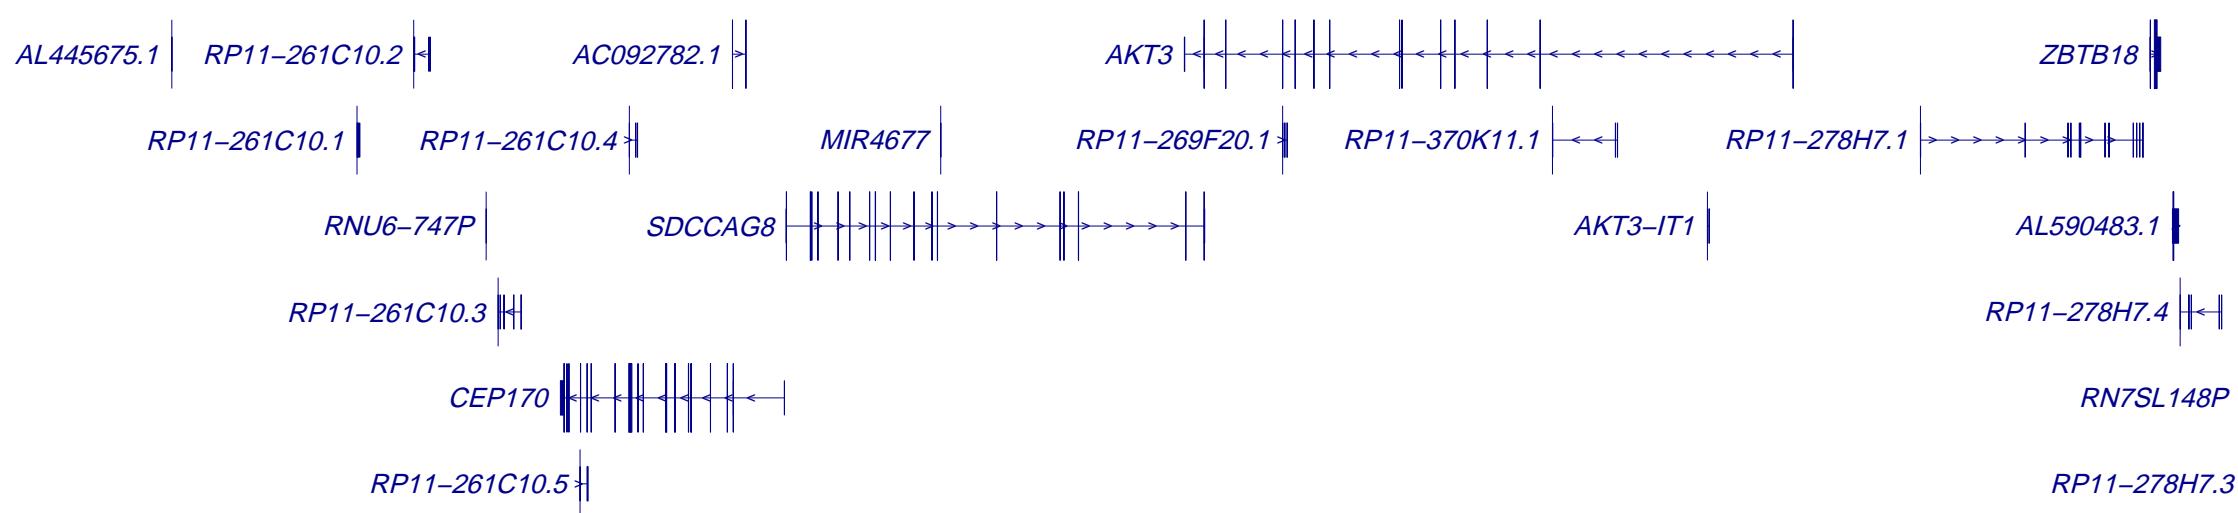 AL445675.1 RP11-261C10.2 AC092782.1 AKT3 ZBTB18
RP11-261C10.1 RP11-261C10.4 MIR4677 RP11-269F20.1 RP11-370K11.1 RP11-278H7.1
RNU6-747P SDCCAG8 AKT3-IT1 AL590483.1
RP11-261C10.3 RP11-278H7.4
CEP170 RN7SL148P
RP11-261C10.5 RP11-278H7.3